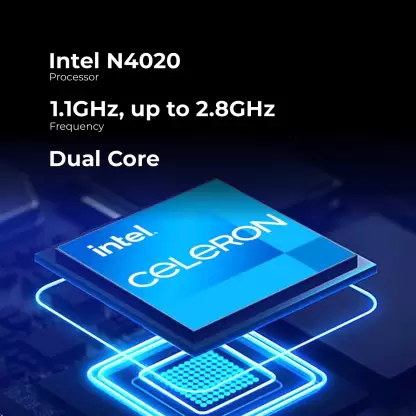 Intel N4020
Processor
1.1GHz, up to 2.8GHz
Frequency
Dual Core
intel.
CELERON